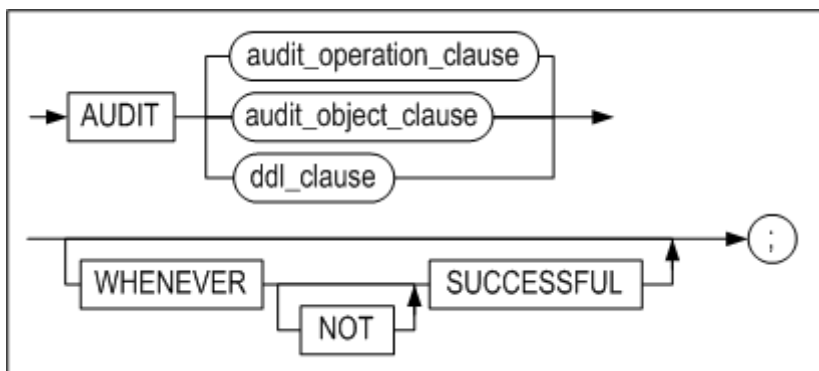 audit_operation_clause
AUDIT
audit_object_clause
ddl_clause
;
WHENEVER
SUCCESSFUL
NOT